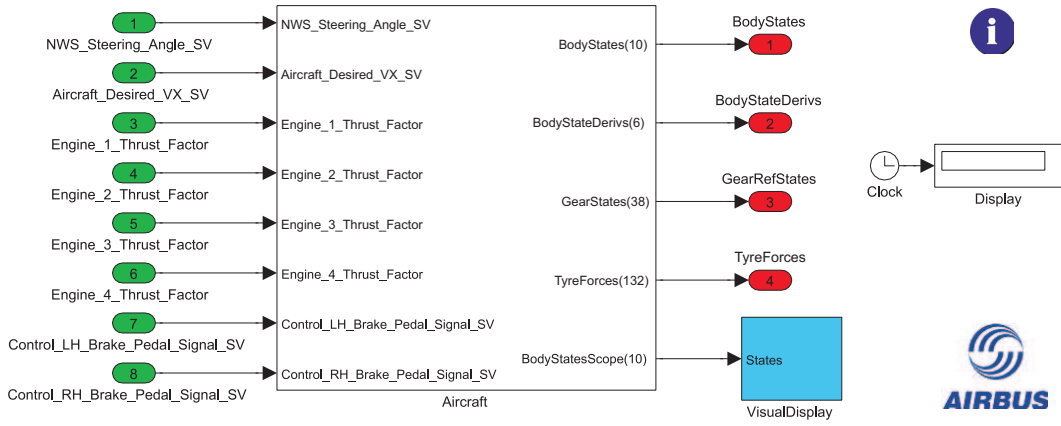 1
NWS_Steering_Angle_SV
2
Aircraft_Desired_VX_SV
3
Engine_1_Thrust_Factor
4
Engine_2_Thrust_Factor
5
Engine_3_Thrust_Factor
6
Engine_4_Thrust_Factor
7
Control_LH_Brake_Pedal_Signal_SV
8
Control_RH_Brake_Pedal_Signal_SV
NWS_Steering_Angle_SV
Aircraft_Desired_VX_SV
Engine_1_Thrust_Factor
Engine_2_Thrust_Factor
Engine_3_Thrust_Factor
Engine_4_Thrust_Factor
Control_LH_Brake_Pedal_Signal_SV
Control_RH_Brake_Pedal_Signal_SV
BodyStates(10)
BodyStateDerivs(6)
GearStates(38)
TyreForces(132)
BodyStatesScope(10)
Aircraft
BodyStates
1
BodyStateDerivs
2
GearRefStates
3
TyreForces
4
States
VisualDisplay
i
Clock
Display
AIRBUS